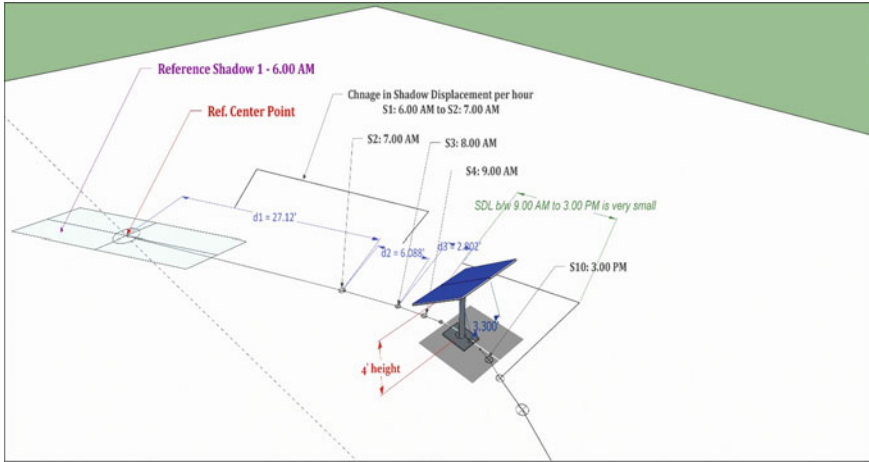 Reference Shadow 1 - 6.00 AM
Ref. Center Point
Chnage in Shadow Displacement per hour
S1: 6.00 AM to S2: 7.00 AM
S2: 7.00 AM
S3: 8.00 AM
S4: 9.00 AM
SDL b/w 9.00 AM to 3.00 PM is very small
d1 = 27.12'
d2 = 6.088'
d3 = 2.802'
S10: 3.00 PM
3.300'
4' height